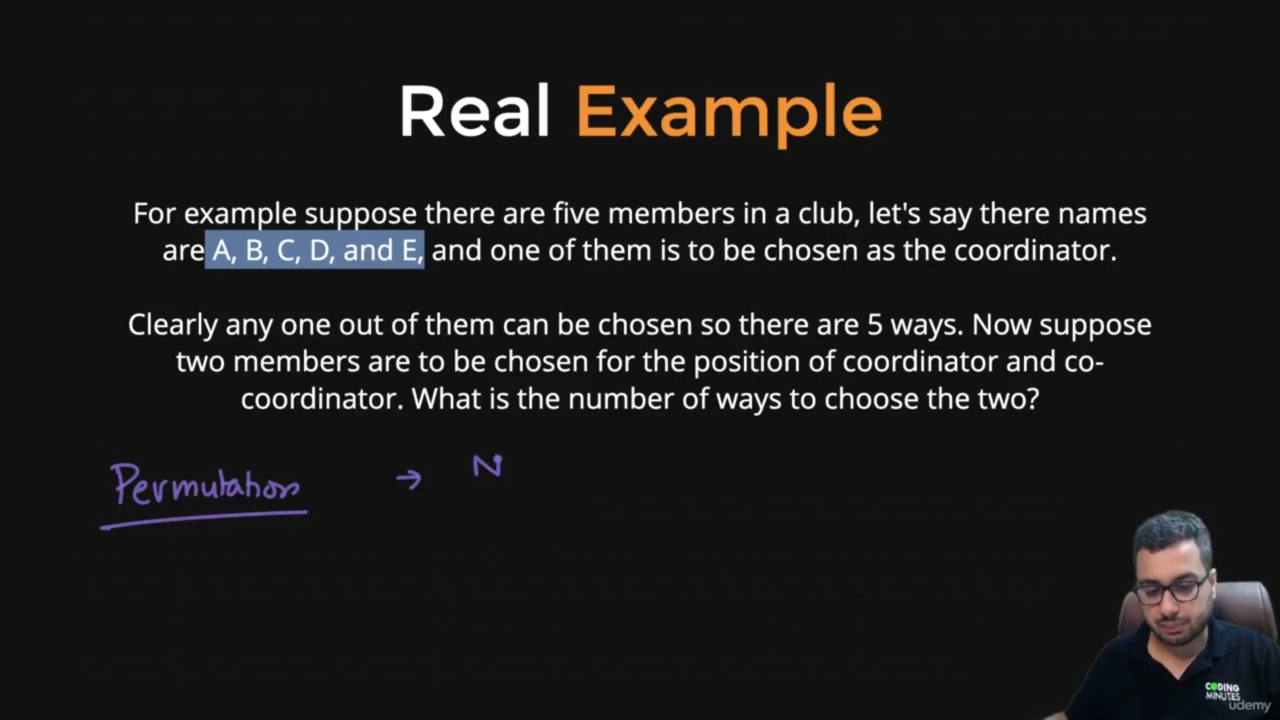 Real Example
For example suppose there are five members in a club, let's say there names
are A, B, C, D, and E, and one of them is to be chosen as the coordinator.
Clearly any one out of them can be chosen so there are 5 ways. Now suppose
two members are to be chosen for the position of coordinator and co-
coordinator. What is the number of ways to choose the two?
Permutations → N
CODING
MINUTES
udemy